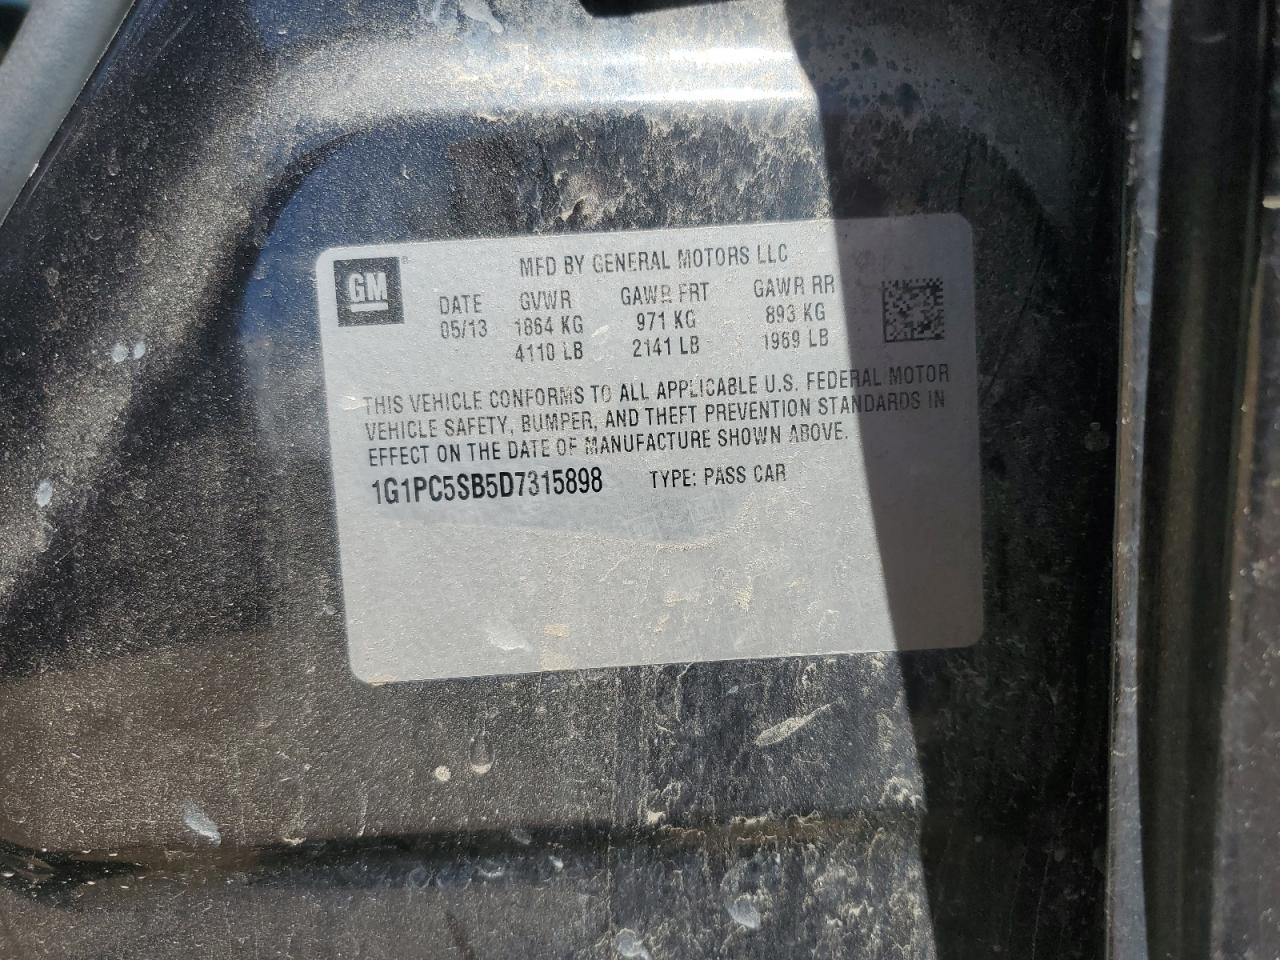 GM
MFD BY GENERAL MOTORS LLC
DATE GVWR GAWR FRT GAWR RR
05/13 1864 KG 971 KG 893 KG
4110 LB 2141 LB 1969 LB
THIS VEHICLE CONFORMS TO ALL APPLICABLE U.S. FEDERAL MOTOR
VEHICLE SAFETY, BUMPER, AND THEFT PREVENTION STANDARDS IN
EFFECT ON THE DATE OF MANUFACTURE SHOWN ABOVE.
1G1PC5SB5D7315898 TYPE: PASS CAR